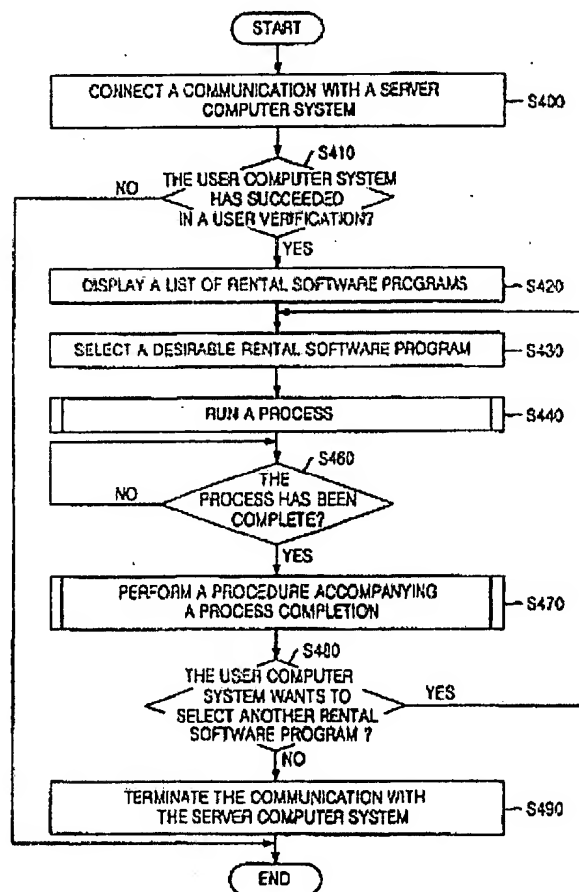 START
CONNECT A COMMUNICATION WITH A SERVER
COMPUTER SYSTEM
S400
S410
NO
THE USER COMPUTER SYSTEM
HAS SUCCEEDED
IN A USER VERIFICATION?
YES
DISPLAY A LIST OF RENTAL SOFTWARE PROGRAMS
S420
SELECT A DESIRABLE RENTAL SOFTWARE PROGRAM
S430
RUN A PROCESS
S440
S460
NO
THE
PROCESS HAS BEEN
COMPLETE?
YES
PERFORM A PROCEDURE ACCOMPANYING
A PROCESS COMPLETION
S470
S480
THE USER COMPUTER
SYSTEM WANTS TO
SELECT ANOTHER RENTAL
SOFTWARE PROGRAM ?
YES
NO
TERMINATE THE COMMUNICATION WITH
THE SERVER COMPUTER SYSTEM
S490
END